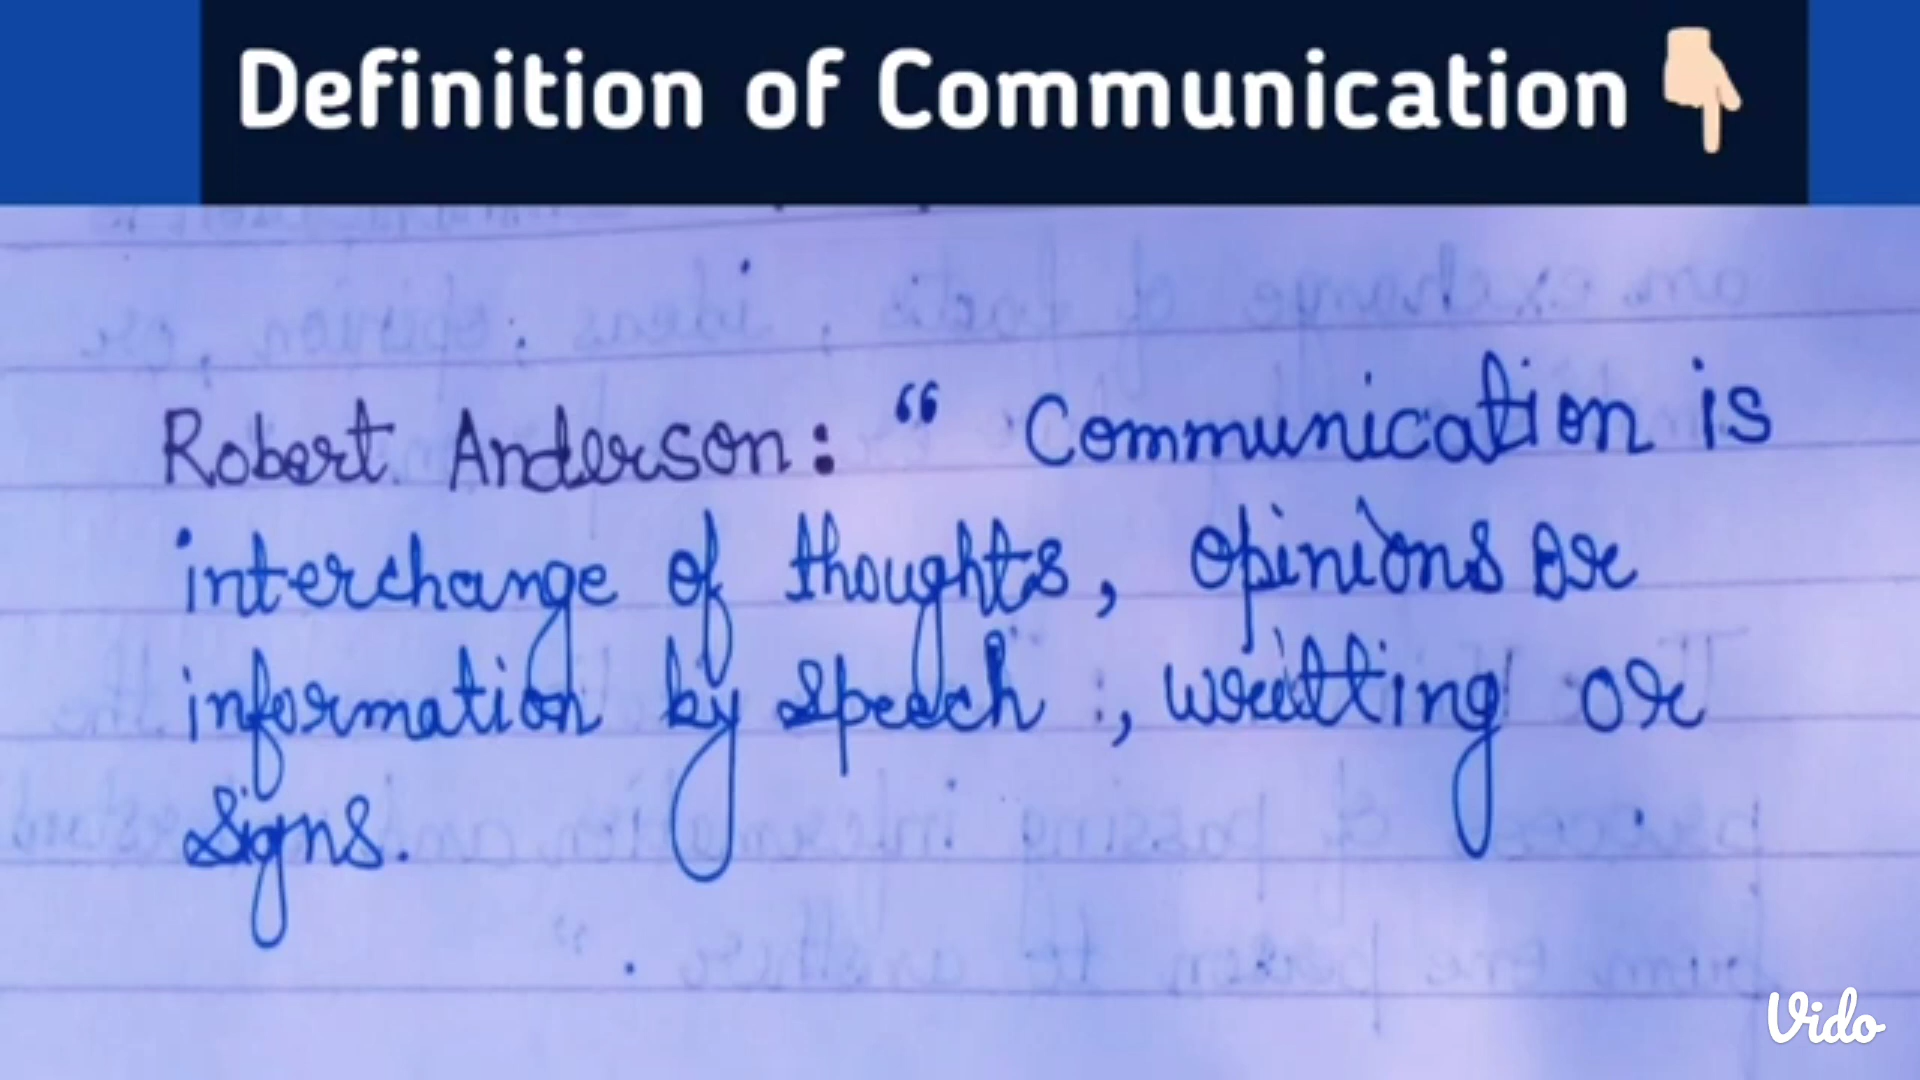 Definition of Communication
Robert Anderson: “ Communication is
interchange of thoughts, opinions or
information by speech , writting or
signs.
Vido